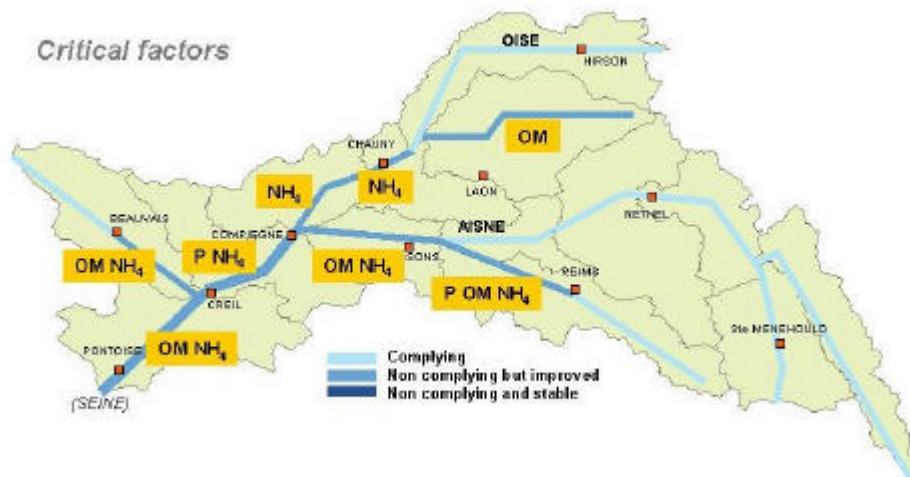 Critical factors
OISE
HIRSON
OM
CHAUNY
NH₄
NH₄
LAON
BEAUVAIS
COMPIEGNE
AISNE
RETHEL
P NH₄
OM NH₄
OM NH₄
SONS
REIMS
P OM NH₄
CREIL
Ste MENEHOULD
PONTOISE
OM NH₄
(SEINE)
Complying
Non complying but improved
Non complying and stable